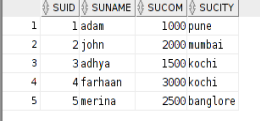 SUID SUNAME SUCOM SUCITY
1 1 adam 1000 pune
2 2 john 2000 mumbai
3 3 adhya 1500 kochi
4 4 farhaan 3000 kochi
5 5 merina 2500 banglore